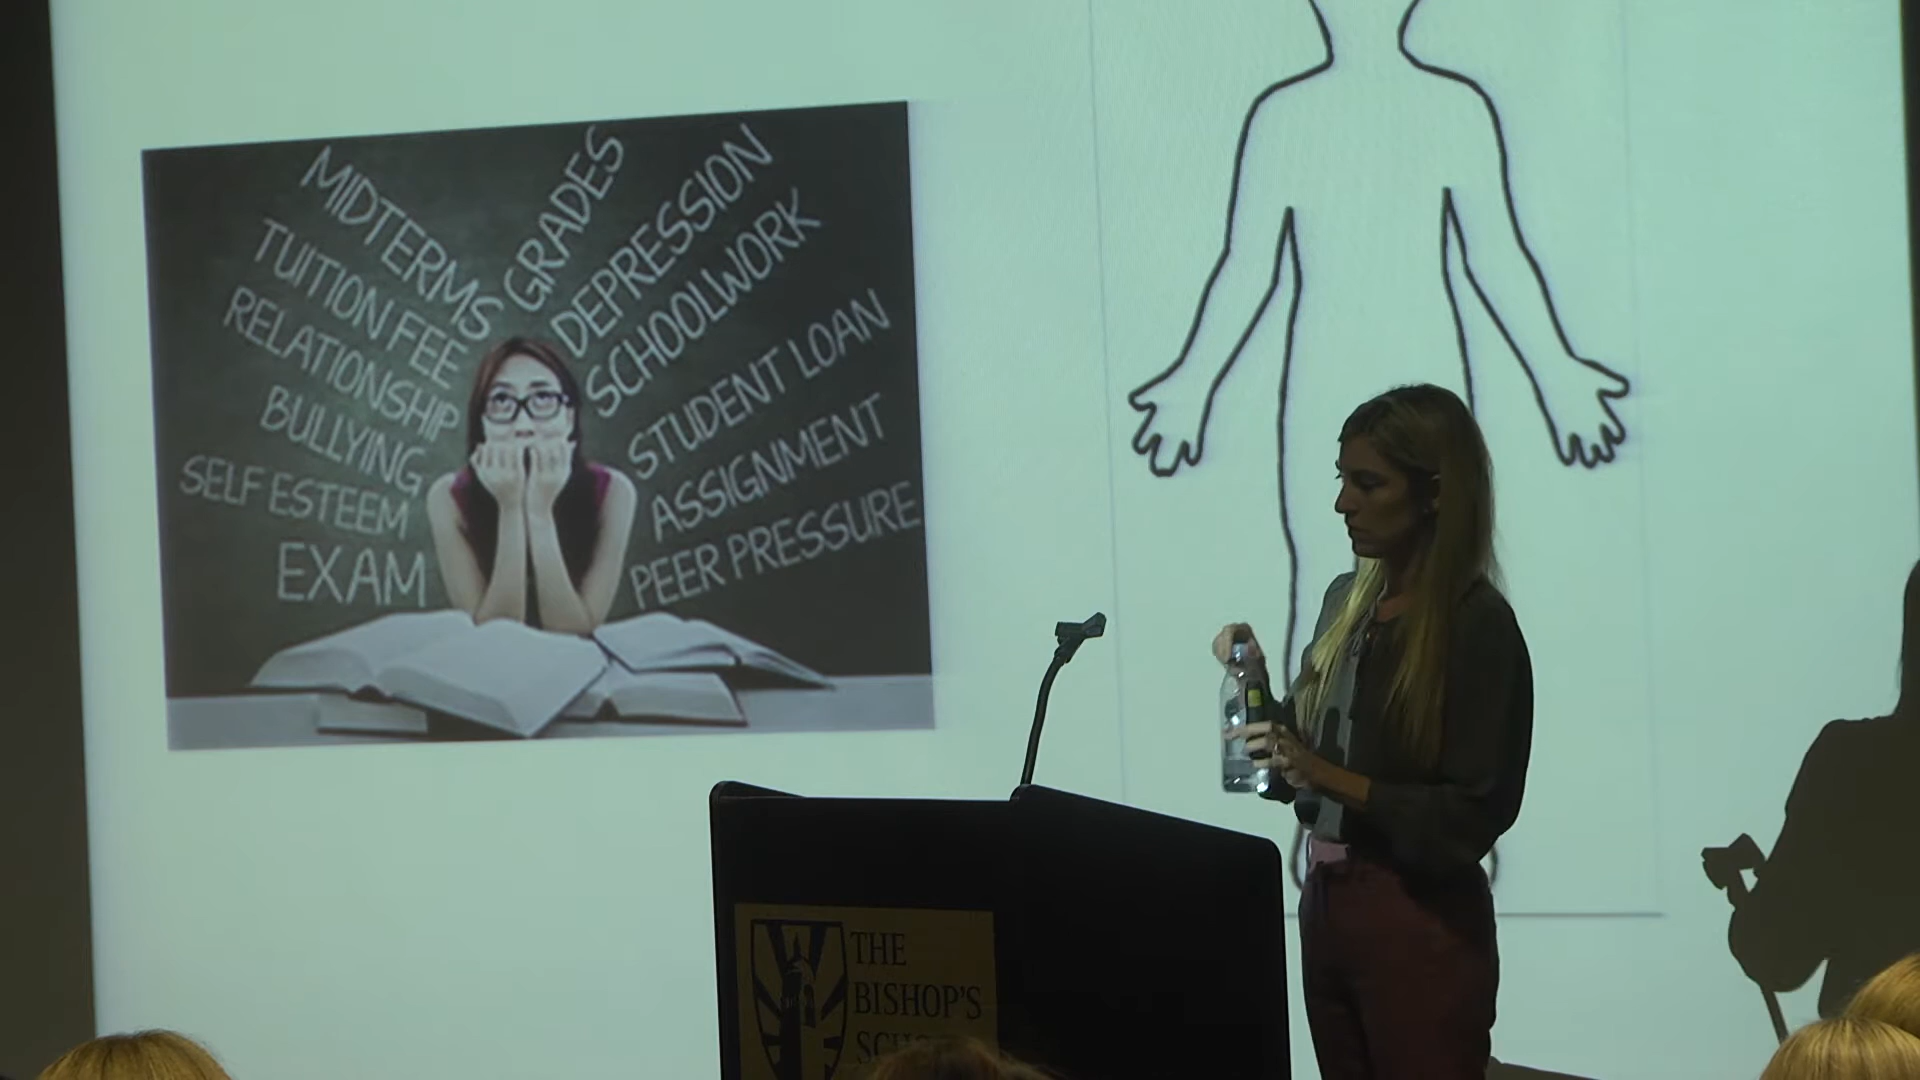 MIDTERMS
GRADES
DEPRESSION
TUITION FEE
SCHOOLWORK
RELATIONSHIP
STUDENT LOAN
BULLYING
ASSIGNMENT
SELF ESTEEM
PEER PRESSURE
EXAM
THE
BISHOP'S